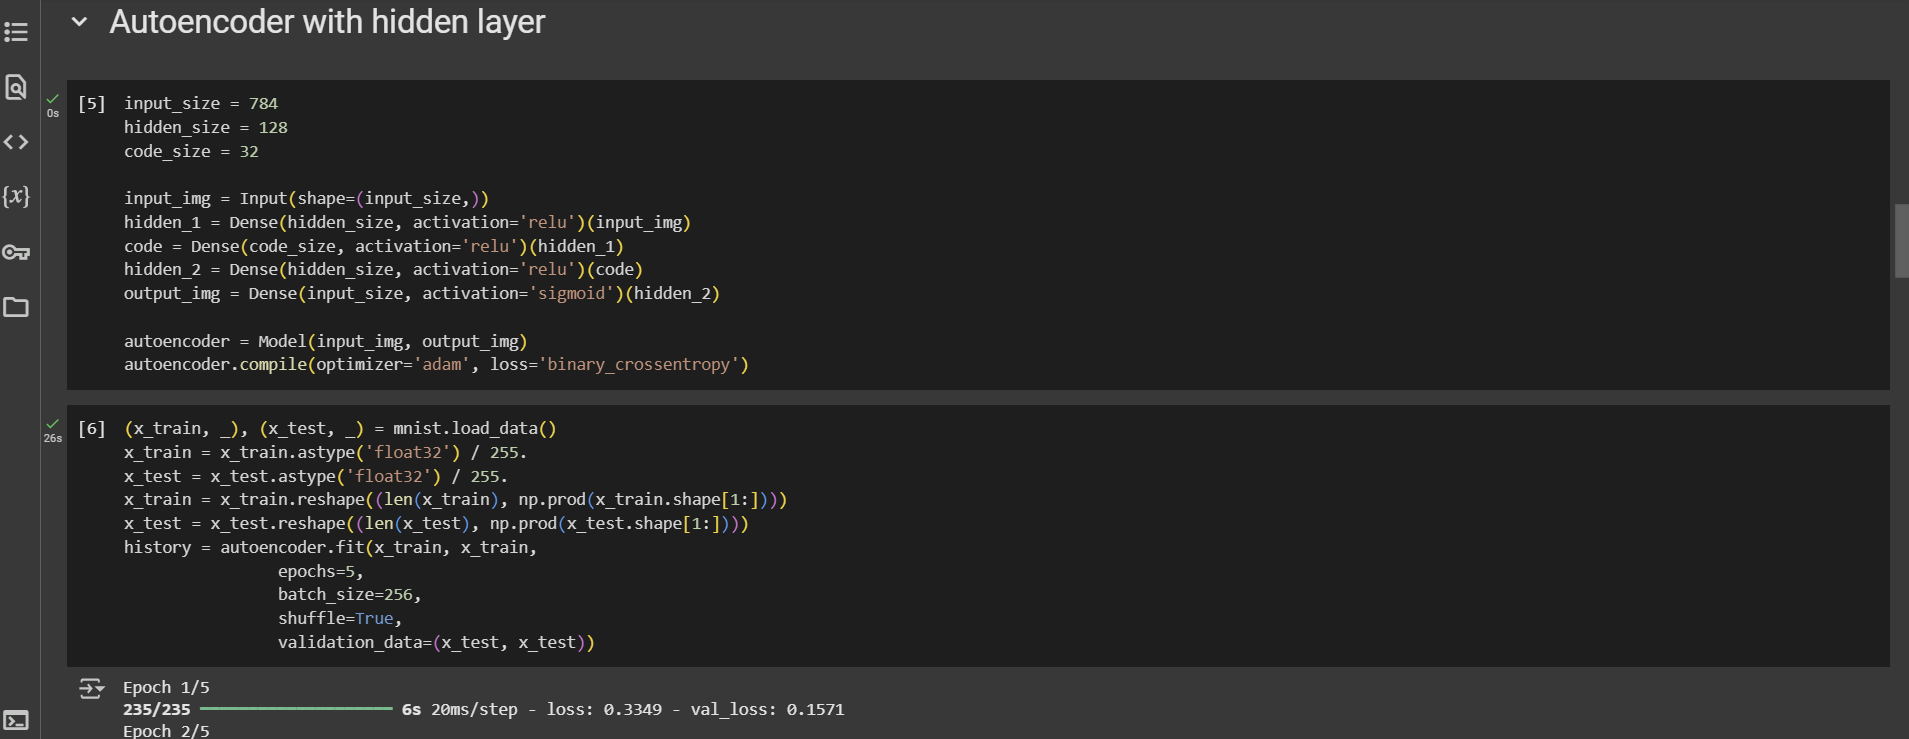 Autoencoder with hidden layer
0s
[5] input_size = 784
hidden_size = 128
code_size = 32
input_img = Input(shape=(input_size,))
hidden_1 = Dense(hidden_size, activation='relu')(input_img)
code = Dense(code_size, activation='relu')(hidden_1)
hidden_2 = Dense(hidden_size, activation='relu')(code)
output_img = Dense(input_size, activation='sigmoid')(hidden_2)
autoencoder = Model(input_img, output_img)
autoencoder.compile(optimizer='adam', loss='binary_crossentropy')
26s
[6] (x_train, _), (x_test, _) = mnist.load_data()
x_train = x_train.astype('float32') / 255.
x_test = x_test.astype('float32') / 255.
x_train = x_train.reshape((len(x_train), np.prod(x_train.shape[1:])))
x_test = x_test.reshape((len(x_test), np.prod(x_test.shape[1:])))
history = autoencoder.fit(x_train, x_train,
epochs=5,
batch_size=256,
shuffle=True,
validation_data=(x_test, x_test))
Epoch 1/5
235/235 6s 20ms/step - loss: 0.3349 - val_loss: 0.1571
Epoch 2/5